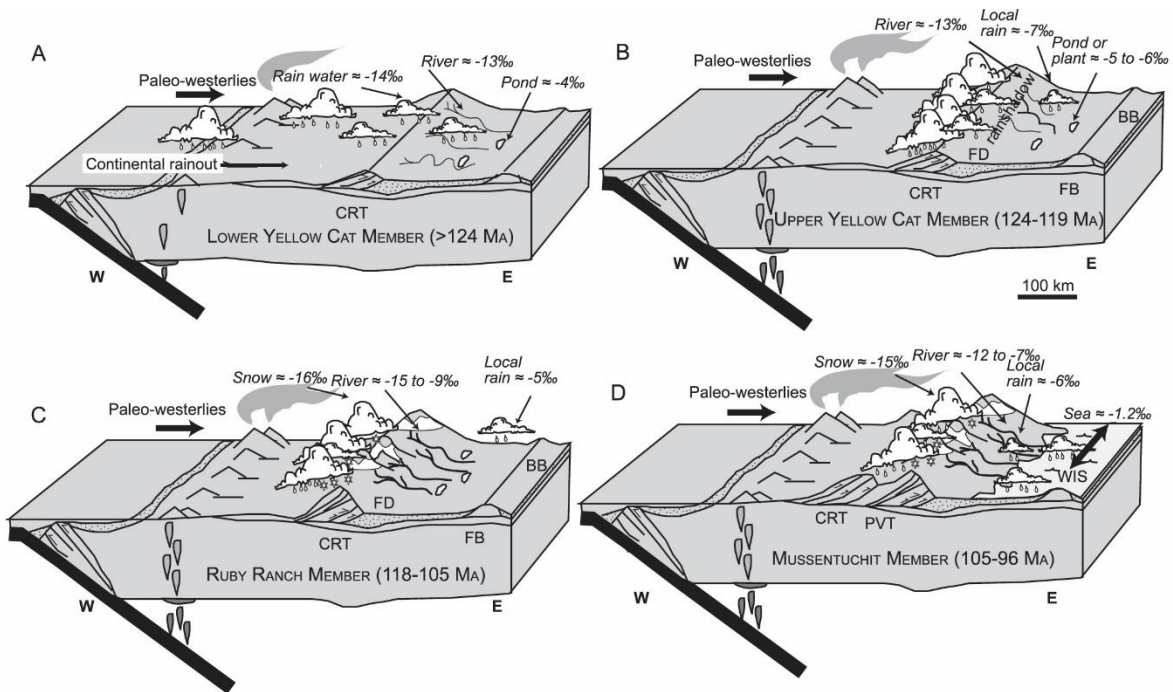 A
Paleo-westerlies
Rain water ≈ -14‰
River ≈ -13‰
Pond ≈ -4‰
Continental rainout
CRT
LOWER YELLOW CAT MEMBER (>124 MA)
W
E
B
Paleo-westerlies
River ≈ -13‰
Local
rain ≈ -7‰
Pond or
plant ≈ -5 to -6‰
rainshadow
BB
FD
CRT
FB
UPPER YELLOW CAT MEMBER (124-119 MA)
W
E
100 km
C
Paleo-westerlies
Snow ≈ -16‰
River ≈ -15 to -9‰
Local
rain ≈ -5‰
BB
FD
CRT
FB
RUBY RANCH MEMBER (118-105 MA)
W
E
D
Paleo-westerlies
Snow ≈ -15‰
River ≈ -12 to -7‰
Local
rain ≈ -6‰
Sea ≈ -1.2‰
WIS
CRT
PVT
MUSSENTUCHIT MEMBER (105-96 MA)
W
E